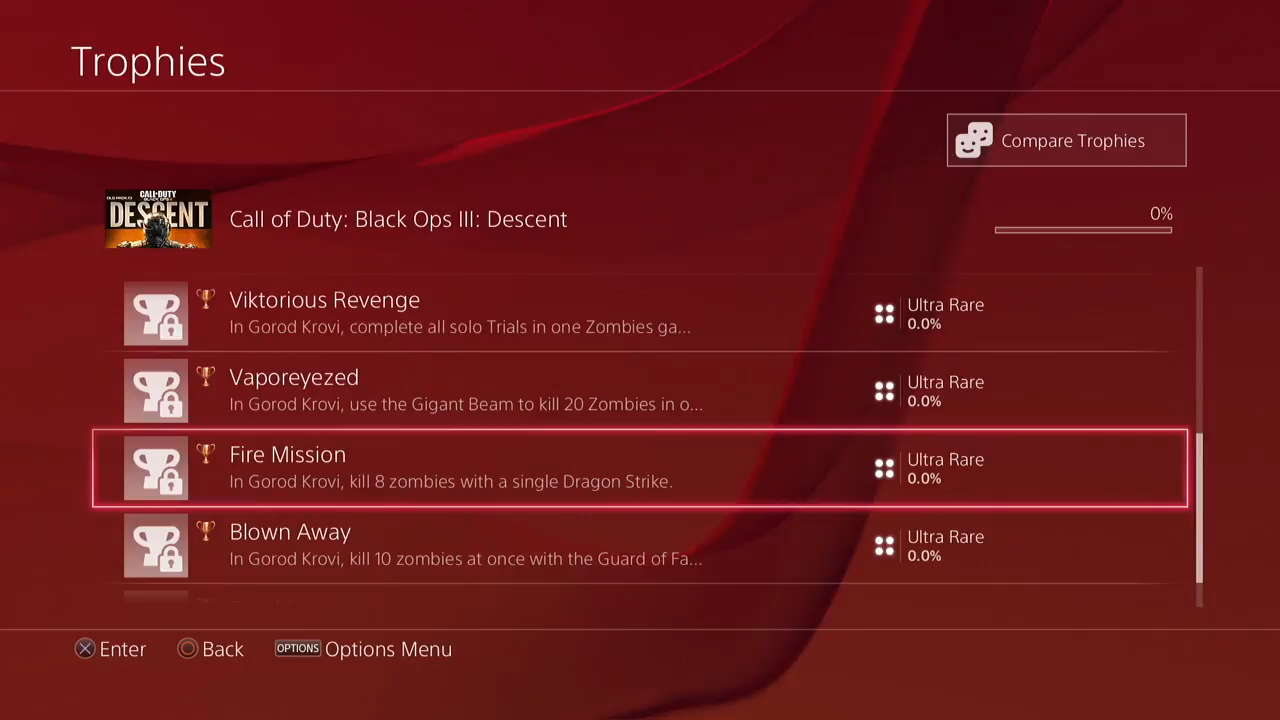 Trophies
Compare Trophies
CALL OF DUTY
DESCENT
Call of Duty: Black Ops III: Descent
0%
Viktorious Revenge
In Gorod Krovi, complete all solo Trials in one Zombies ga...
Ultra Rare
0.0%
Vaporeyezed
In Gorod Krovi, use the Gigant Beam to kill 20 Zombies in o...
Ultra Rare
0.0%
Fire Mission
In Gorod Krovi, kill 8 zombies with a single Dragon Strike.
Ultra Rare
0.0%
Blown Away
In Gorod Krovi, kill 10 zombies at once with the Guard of Fa...
Ultra Rare
0.0%
Enter
Back
OPTIONS Options Menu